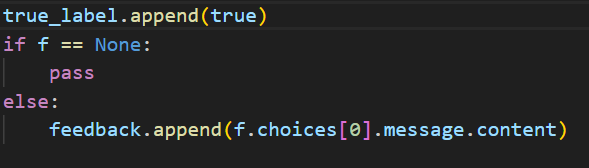 true_label.append(true)
if f == None:
    pass
else:
    feedback.append(f.choices[0].message.content)